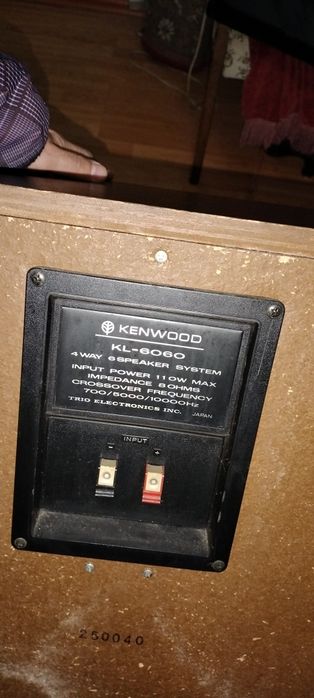 KENWOOD
KL-6060
4 WAY 6 SPEAKER SYSTEM
INPUT POWER 110W MAX
IMPEDANCE 8 OHMS
CROSSOVER FREQUENCY
700/5000/10000Hz
TRIO ELECTRONICS INC. JAPAN
INPUT
- +
250040